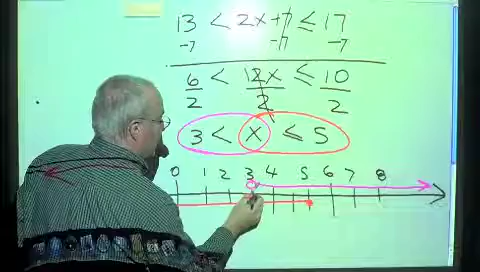 13 < 2x + 7 ≤ 17
-7 -7 -7
6/2 < 2x/2 ≤ 10/2
3 < x ≤ 5
0 1 2 3 4 5 6 7 8